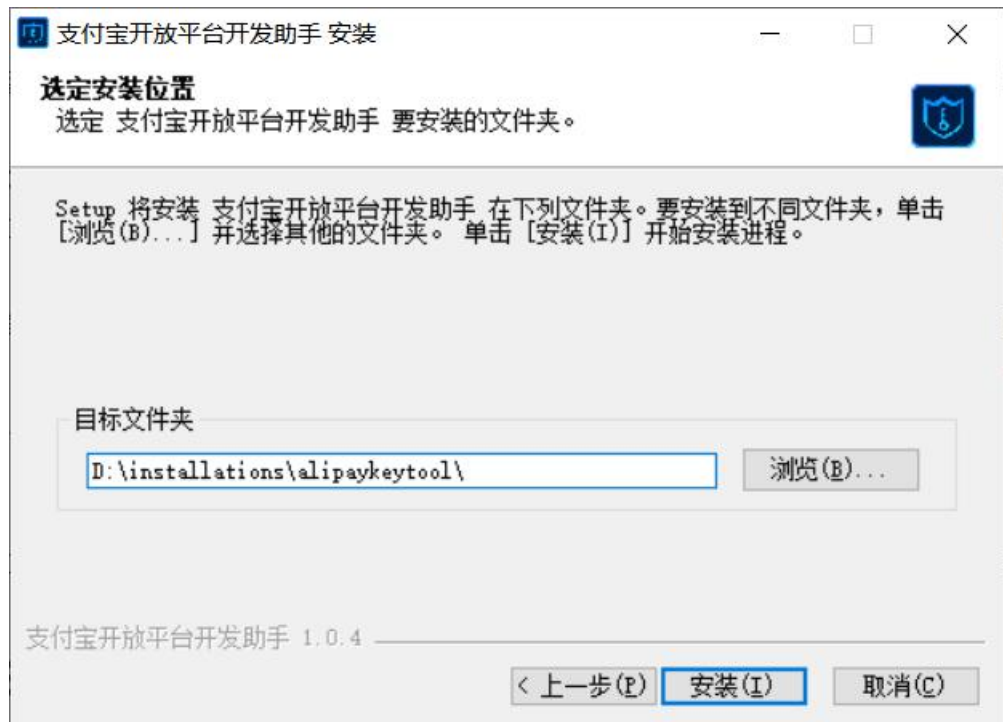 支付宝开放平台开发助手 安装
选定安装位置
选定 支付宝开放平台开发助手 要安装的文件夹。
Setup 将安装 支付宝开放平台开发助手 在下列文件夹。要安装到不同文件夹，单击
[浏览(B)...] 并选择其他的文件夹。 单击 [安装(I)] 开始安装进程。
目标文件夹
D:\installations\alipaykeytool\
浏览(B)...
支付宝开放平台开发助手 1.0.4
< 上一步(P)
安装(I)
取消(C)